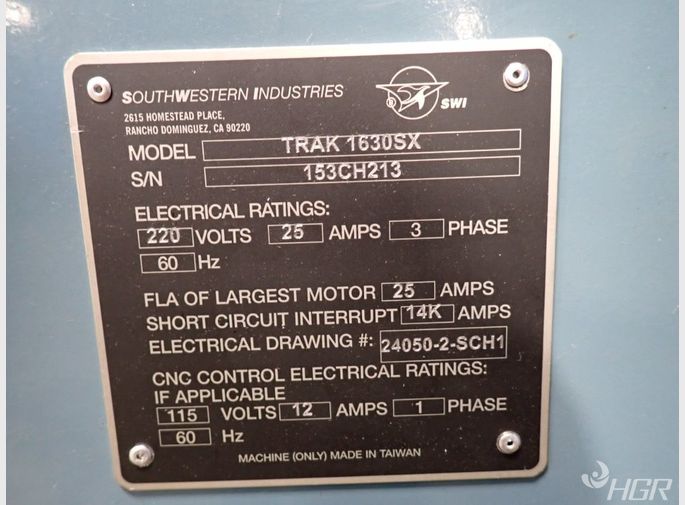 SOUTHWESTERN INDUSTRIES
2615 HOMESTEAD PLACE,
RANCHO DOMINGUEZ, CA 90220
® SWI
MODEL TRAK 1630SX
S/N 153CH213
ELECTRICAL RATINGS:
220 VOLTS 25 AMPS 3 PHASE
60 Hz
FLA OF LARGEST MOTOR 25 AMPS
SHORT CIRCUIT INTERRUPT 14K AMPS
ELECTRICAL DRAWING #: 24050-2-SCH1
CNC CONTROL ELECTRICAL RATINGS:
IF APPLICABLE
115 VOLTS 12 AMPS 1 PHASE
60 Hz
MACHINE (ONLY) MADE IN TAIWAN
HGR